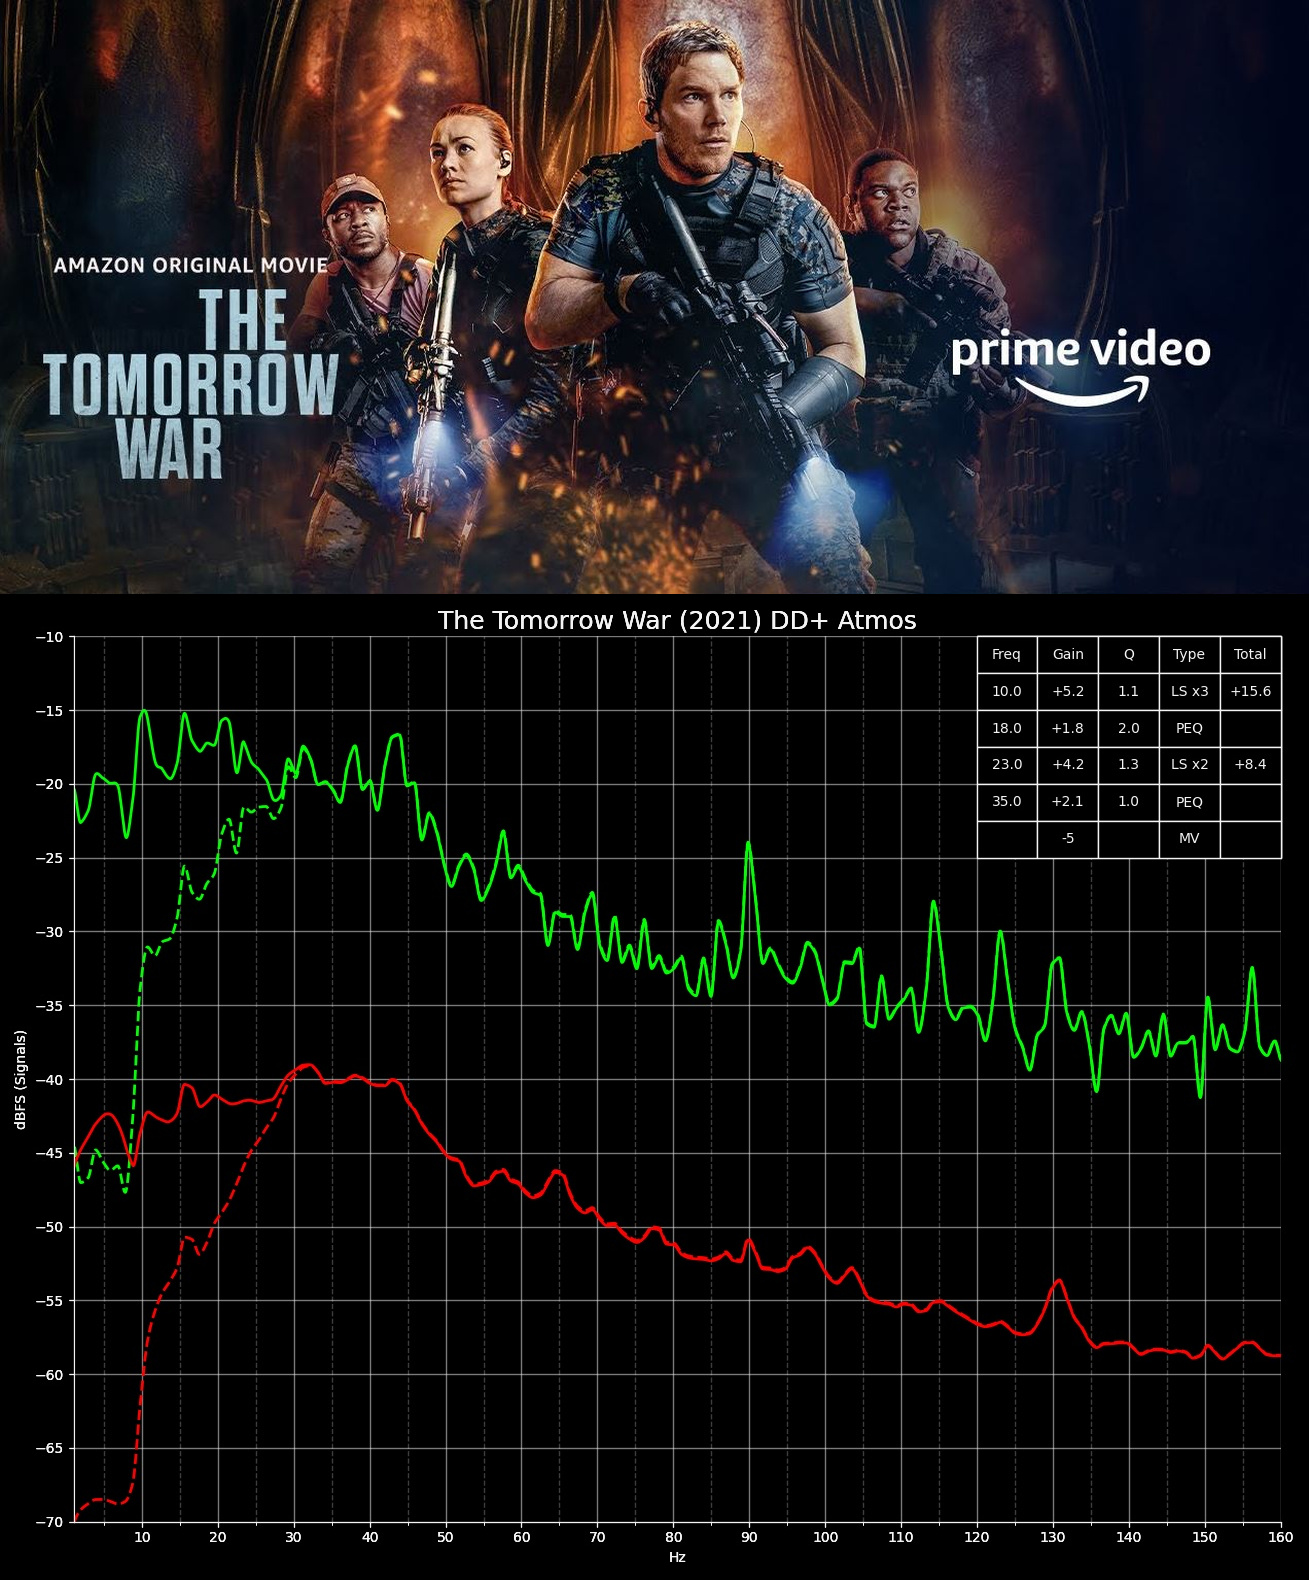 AMAZON ORIGINAL MOVIE
THE
TOMORROW
WAR
prime video
The Tomorrow War (2021) DD+ Atmos
Freq Gain Q Type Total
10.0 +5.2 1.1 LS x3 +15.6
18.0 +1.8 2.0 PEQ
23.0 +4.2 1.3 LS x2 +8.4
35.0 +2.1 1.0 PEQ
-5 MV
−10
−15
−20
−25
−30
−35
−40
−45
−50
−55
−60
−65
−70
dBFS (Signals)
10 20 30 40 50 60 70 80 90 100 110 120 130 140 150 160
Hz